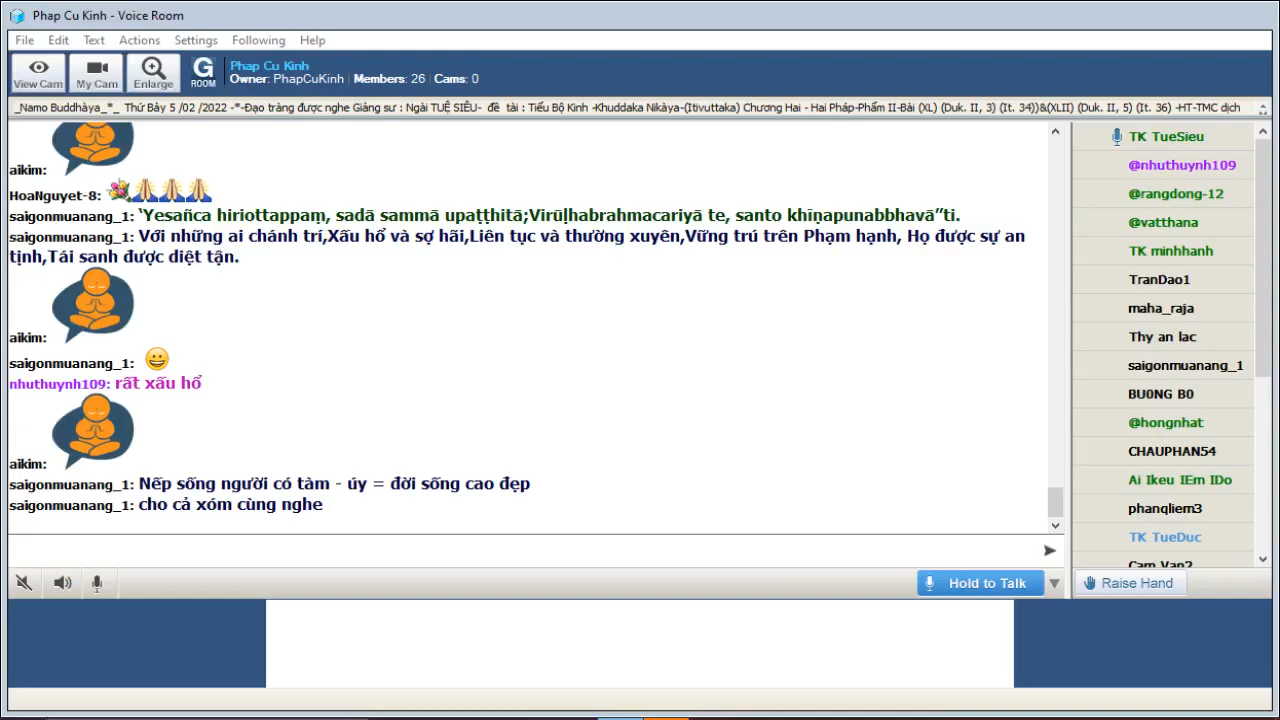 Phap Cu Kinh - Voice Room
File Edit Text Actions Settings Following Help
View Cam My Cam Enlarge G ROOM
Phap Cu Kinh
Owner: PhapCuKinh Members: 26 Cams: 0
_Namo Buddhàya_*_ Thứ Bảy 5 /02 /2022 -*-Đạo tràng được nghe Giảng sư : Ngài TUỆ SIÊU- đề tài : Tiểu Bộ Kinh -Khuddaka Nikàya-(Itivuttaka) Chương Hai - Hai Pháp-Phẩm II-Bài (XL) (Duk. II, 3) (It. 34))&(XLII) (Duk. II, 5) (It. 36) -HT-TMC dịch
aikim:
HoaNguyet-8:
saigonmuanang_1: ‘Yesañca hiriottappaṃ, sadā sammā upaṭṭhitā;Virūḷhabrahmacariyā te, santo khīṇapunabbhavā”ti.
saigonmuanang_1: Với những ai chánh trí,Xấu hổ và sợ hãi,Liên tục và thường xuyên,Vững trú trên Phạm hạnh, Họ được sự an
tịnh,Tái sanh được diệt tận.
aikim:
saigonmuanang_1:
nhuthuynh109: rất xấu hổ
aikim:
saigonmuanang_1: Nếp sống người có tàm - úy = đời sống cao đẹp
saigonmuanang_1: cho cả xóm cùng nghe
TK TueSieu
@nhuthuynh109
@rangdong-12
@vatthana
TK minhhanh
TranDao1
maha_raja
Thy an lac
saigonmuanang_1
BU0NG B0
@hongnhat
CHAUPHAN54
Ai Ikeu IEm IDo
phanqliem3
TK TueDuc
Cam Van2
Hold to Talk
Raise Hand